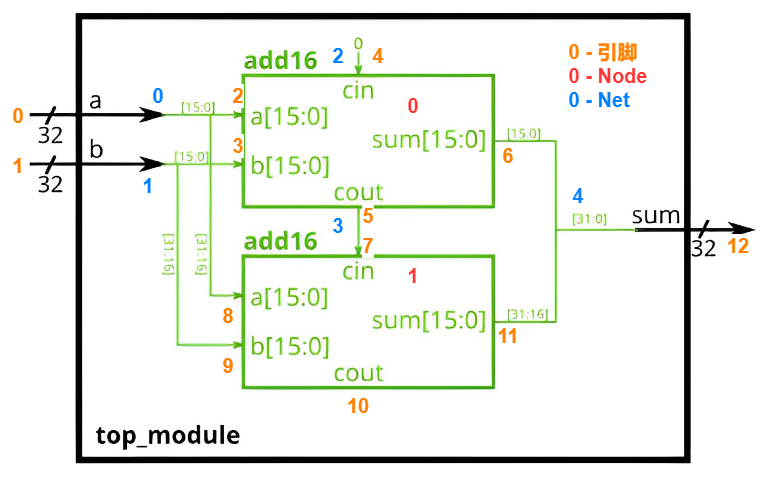 0 - 引脚
0 - Node
0 - Net
0
add16
2
4
cin
0
0
a
[15:0]
2
a[15:0]
0
32
3
sum[15:0]
[15:0]
6
1
b
[15:0]
b[15:0]
32
1
cout
5
4
3
[31:0]
sum
32
12
[31:16]
[31:16]
add16
7
cin
1
8
a[15:0]
sum[15:0]
[31:16]
11
9
b[15:0]
cout
10
top_module